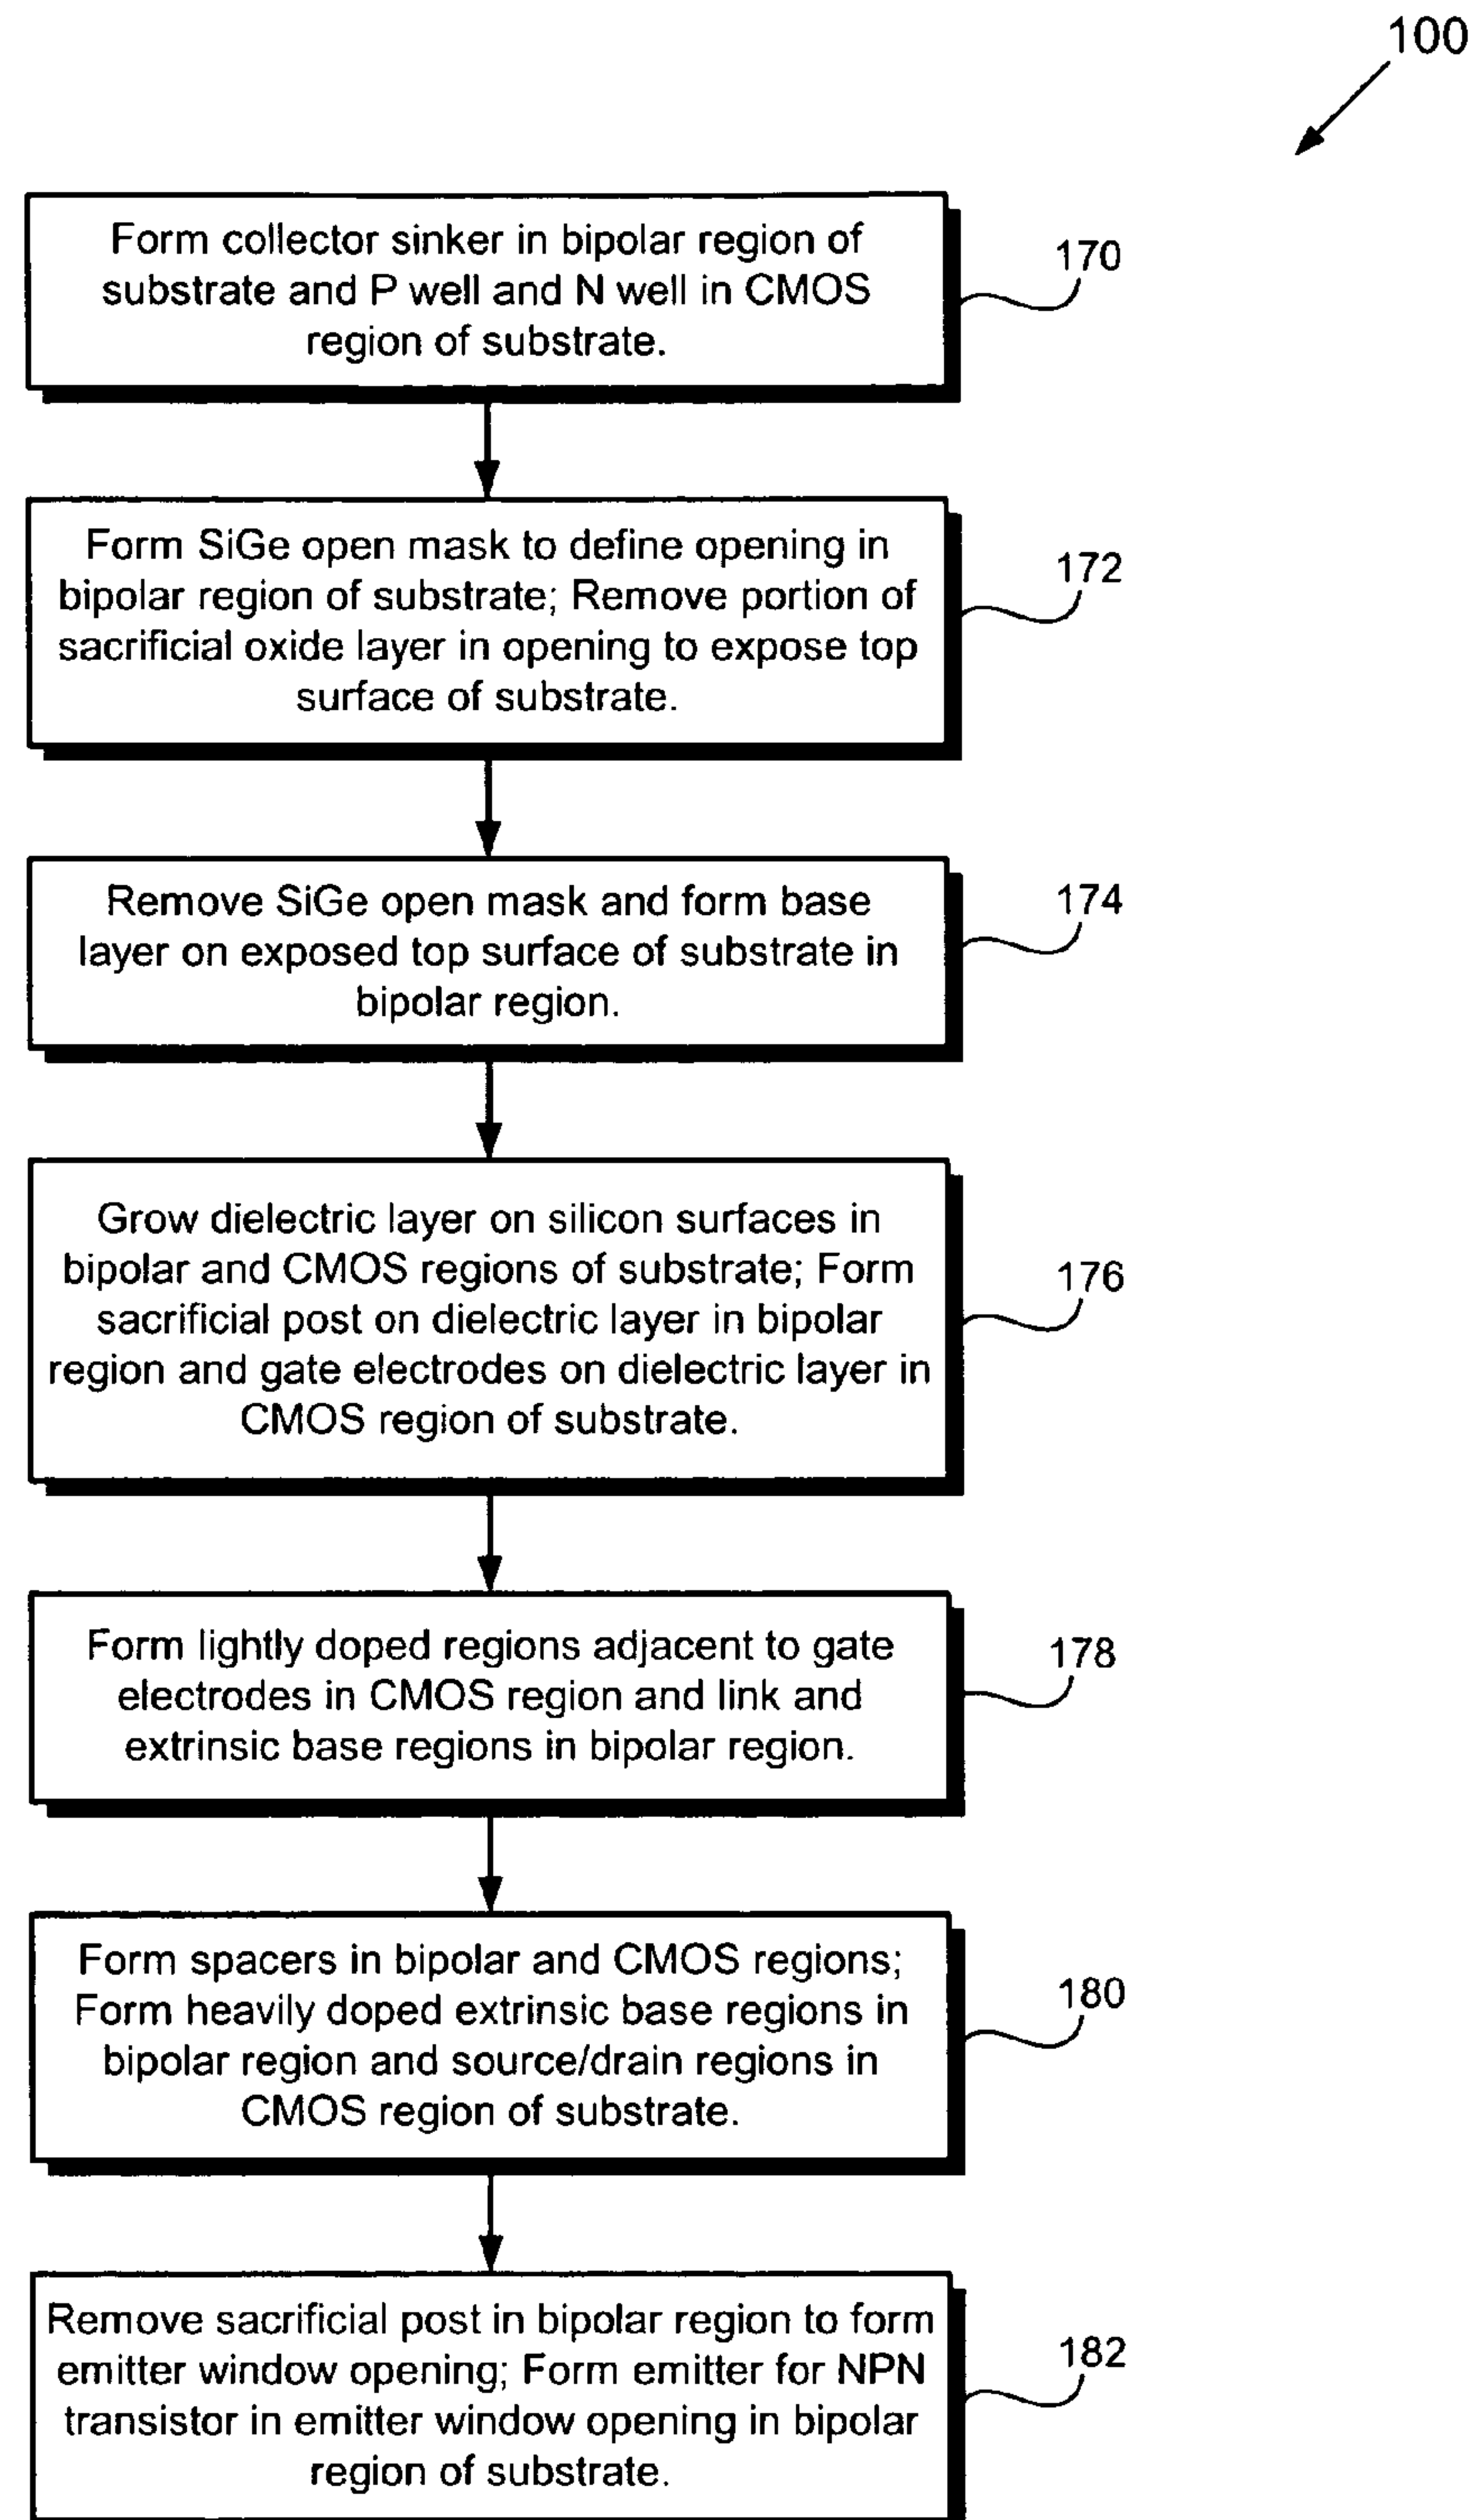 100
Form collector sinker in bipolar region of
substrate and P well and N well in CMOS
region of substrate.
170
Form SiGe open mask to define opening in
bipolar region of substrate; Remove portion of
sacrificial oxide layer in opening to expose top
surface of substrate.
172
Remove SiGe open mask and form base
layer on exposed top surface of substrate in
bipolar region.
174
Grow dielectric layer on silicon surfaces in
bipolar and CMOS regions of substrate; Form
sacrificial post on dielectric layer in bipolar
region and gate electrodes on dielectric layer in
CMOS region of substrate.
176
Form lightly doped regions adjacent to gate
electrodes in CMOS region and link and
extrinsic base regions in bipolar region.
178
Form spacers in bipolar and CMOS regions;
Form heavily doped extrinsic base regions in
bipolar region and source/drain regions in
CMOS region of substrate.
180
Remove sacrificial post in bipolar region to form
emitter window opening; Form emitter for NPN
transistor in emitter window opening in bipolar
region of substrate.
182